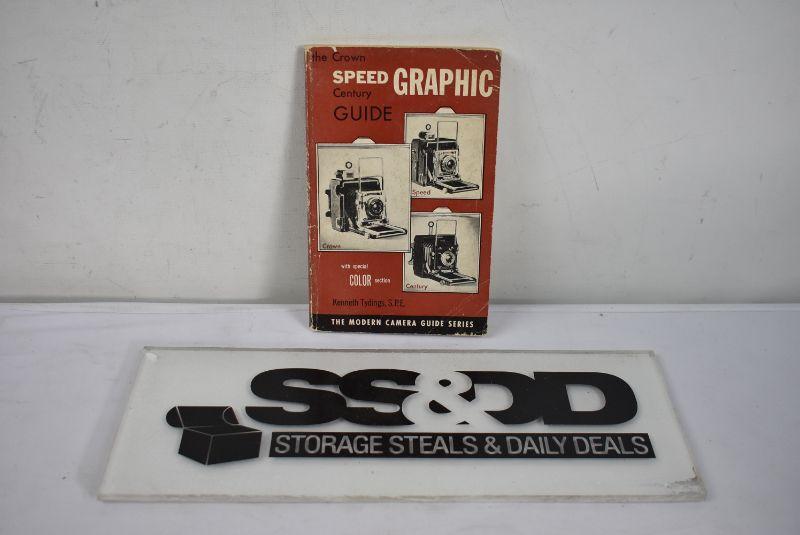 the Crown
SPEED GRAPHIC
Century
GUIDE
Speed
Crown
Century
with special
COLOR section
Kenneth Tydings, S.P.E.
THE MODERN CAMERA GUIDE SERIES
SS&DD
STORAGE STEALS & DAILY DEALS